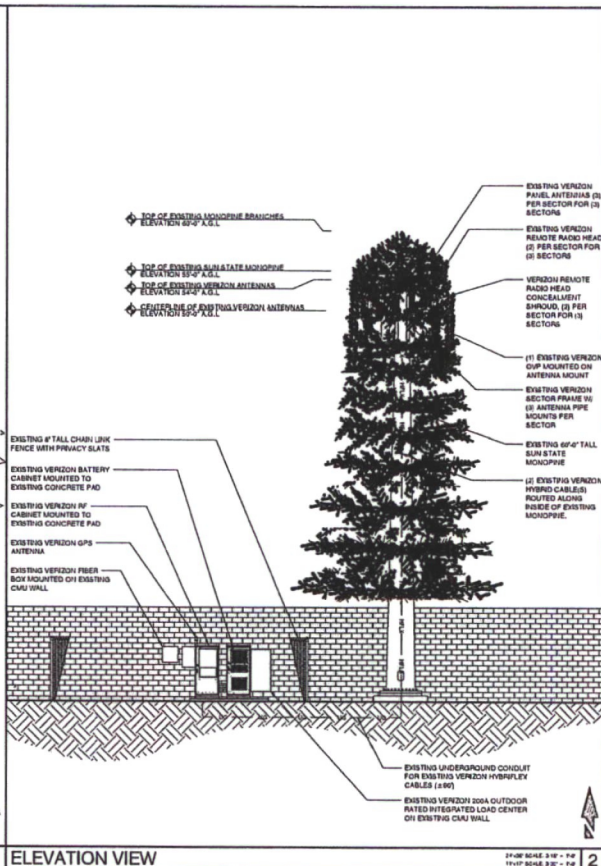 TOP OF EXISTING MONOPINE BRANCHES
ELEVATION 60'-0" A.G.L
TOP OF EXISTING SUN STATE MONOPINE
ELEVATION 55'-0" A.G.L
TOP OF EXISTING VERIZON ANTENNAS
ELEVATION 54'-0" A.G.L
CENTERLINE OF EXISTING VERIZON ANTENNAS
ELEVATION 50'-0" A.G.L
EXISTING VERIZON
PANEL ANTENNAS (3)
PER SECTOR FOR (3)
SECTORS
EXISTING VERIZON
REMOTE RADIO HEAD
(2) PER SECTOR FOR
(3) SECTORS
VERIZON REMOTE
RADIO HEAD
CONCEALMENT
SHROUD, (2) PER
SECTOR FOR (3)
SECTORS
(1) EXISTING VERIZON
OVP MOUNTED ON
ANTENNA MOUNT
EXISTING VERIZON
SECTOR FRAME W/
(3) ANTENNA PIPE
MOUNTS PER
SECTOR
EXISTING 60'-0" TALL
SUN STATE
MONOPINE
(2) EXISTING VERIZON
HYBRID CABLE(S)
ROUTED ALONG
INSIDE OF EXISTING
MONOPINE.
EXISTING 8' TALL CHAIN LINK
FENCE WITH PRIVACY SLATS
EXISTING VERIZON BATTERY
CABINET MOUNTED TO
EXISTING CONCRETE PAD
EXISTING VERIZON RF
CABINET MOUNTED TO
EXISTING CONCRETE PAD
EXISTING VERIZON GPS
ANTENNA
EXISTING VERIZON FIBER
BOX MOUNTED ON EXISTING
CMU WALL
EXISTING UNDERGROUND CONDUIT
FOR EXISTING VERIZON HYBRIFLEX
CABLES (±90')
EXISTING VERIZON 200A OUTDOOR
RATED INTEGRATED LOAD CENTER
ON EXISTING CMU WALL
ELEVATION VIEW
2